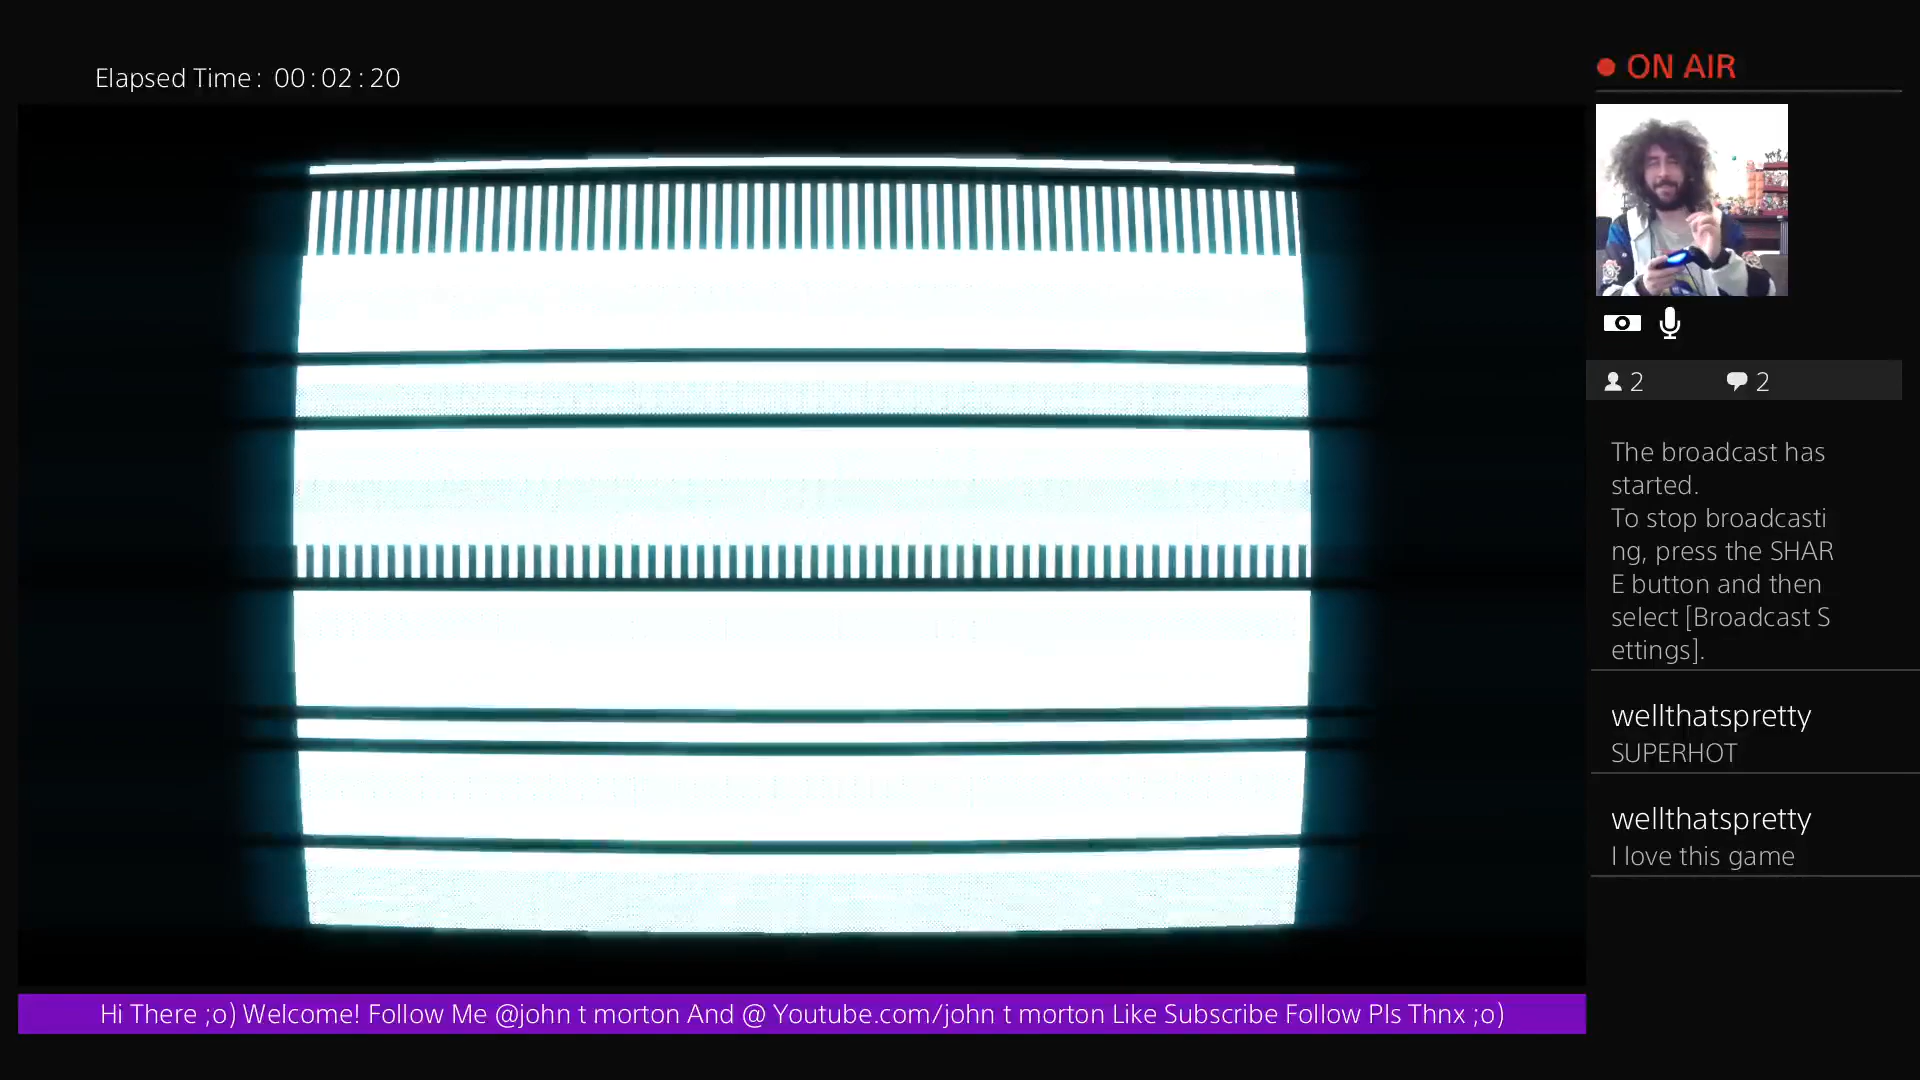 Elapsed Time: 00:02:20
ON AIR
2
2
The broadcast has
started.
To stop broadcasti
ng, press the SHAR
E button and then
select [Broadcast S
ettings].
wellthatspretty
SUPERHOT
wellthatspretty
I love this game
Hi There ;o) Welcome! Follow Me @john t morton And @ Youtube.com/john t morton Like Subscribe Follow Pls Thnx ;o)